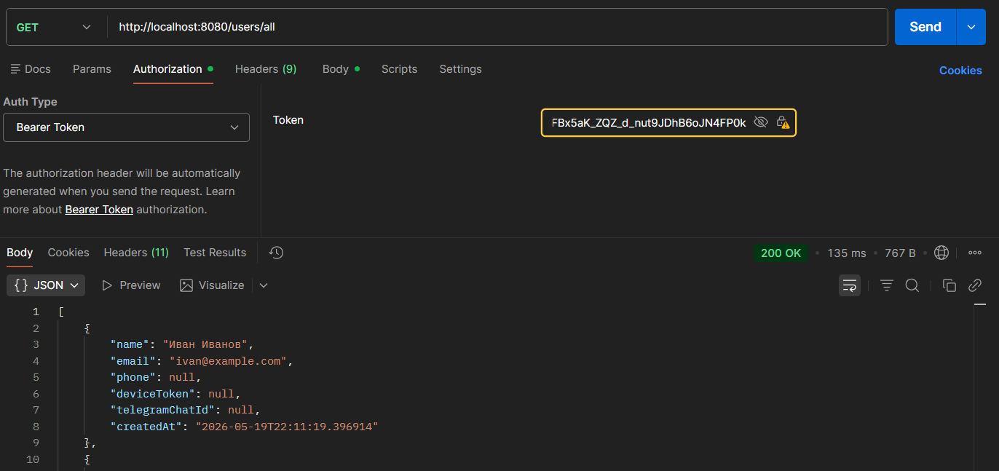 GET http://localhost:8080/users/all Send
Docs Params Authorization Headers (9) Body Scripts Settings Cookies
Auth Type
Bearer Token
Token FBx5aK_ZQZ_d_nut9JDhB6oJN4FP0k
The authorization header will be automatically
generated when you send the request. Learn
more about Bearer Token authorization.
Body Cookies Headers (11) Test Results 200 OK • 135 ms • 767 B •
{} JSON Preview Visualize
1 [
2 {
3 "name": "Иван Иванов",
4 "email": "ivan@example.com",
5 "phone": null,
6 "deviceToken": null,
7 "telegramChatId": null,
8 "createdAt": "2026-05-19T22:11:19.396914"
9 },
10 {